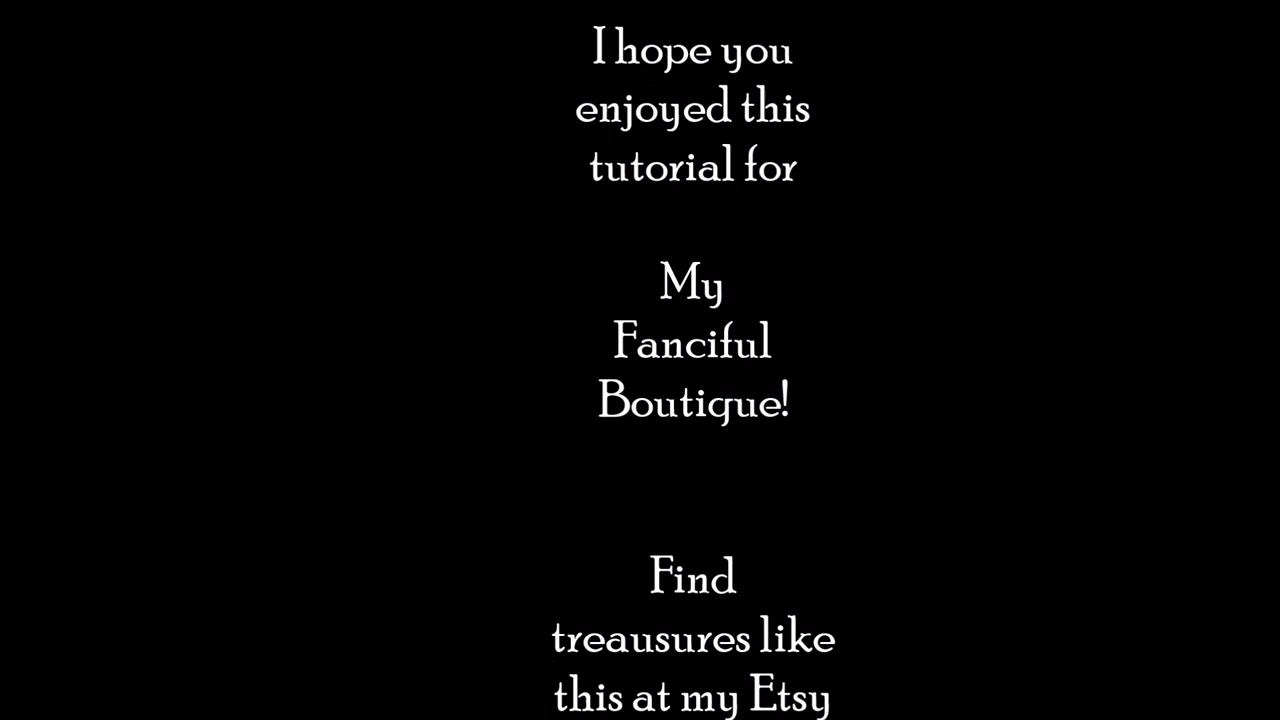 I hope you
enjoyed this
tutorial for
My
Fanciful
Boutique!
Find
treausures like
this at my Etsy